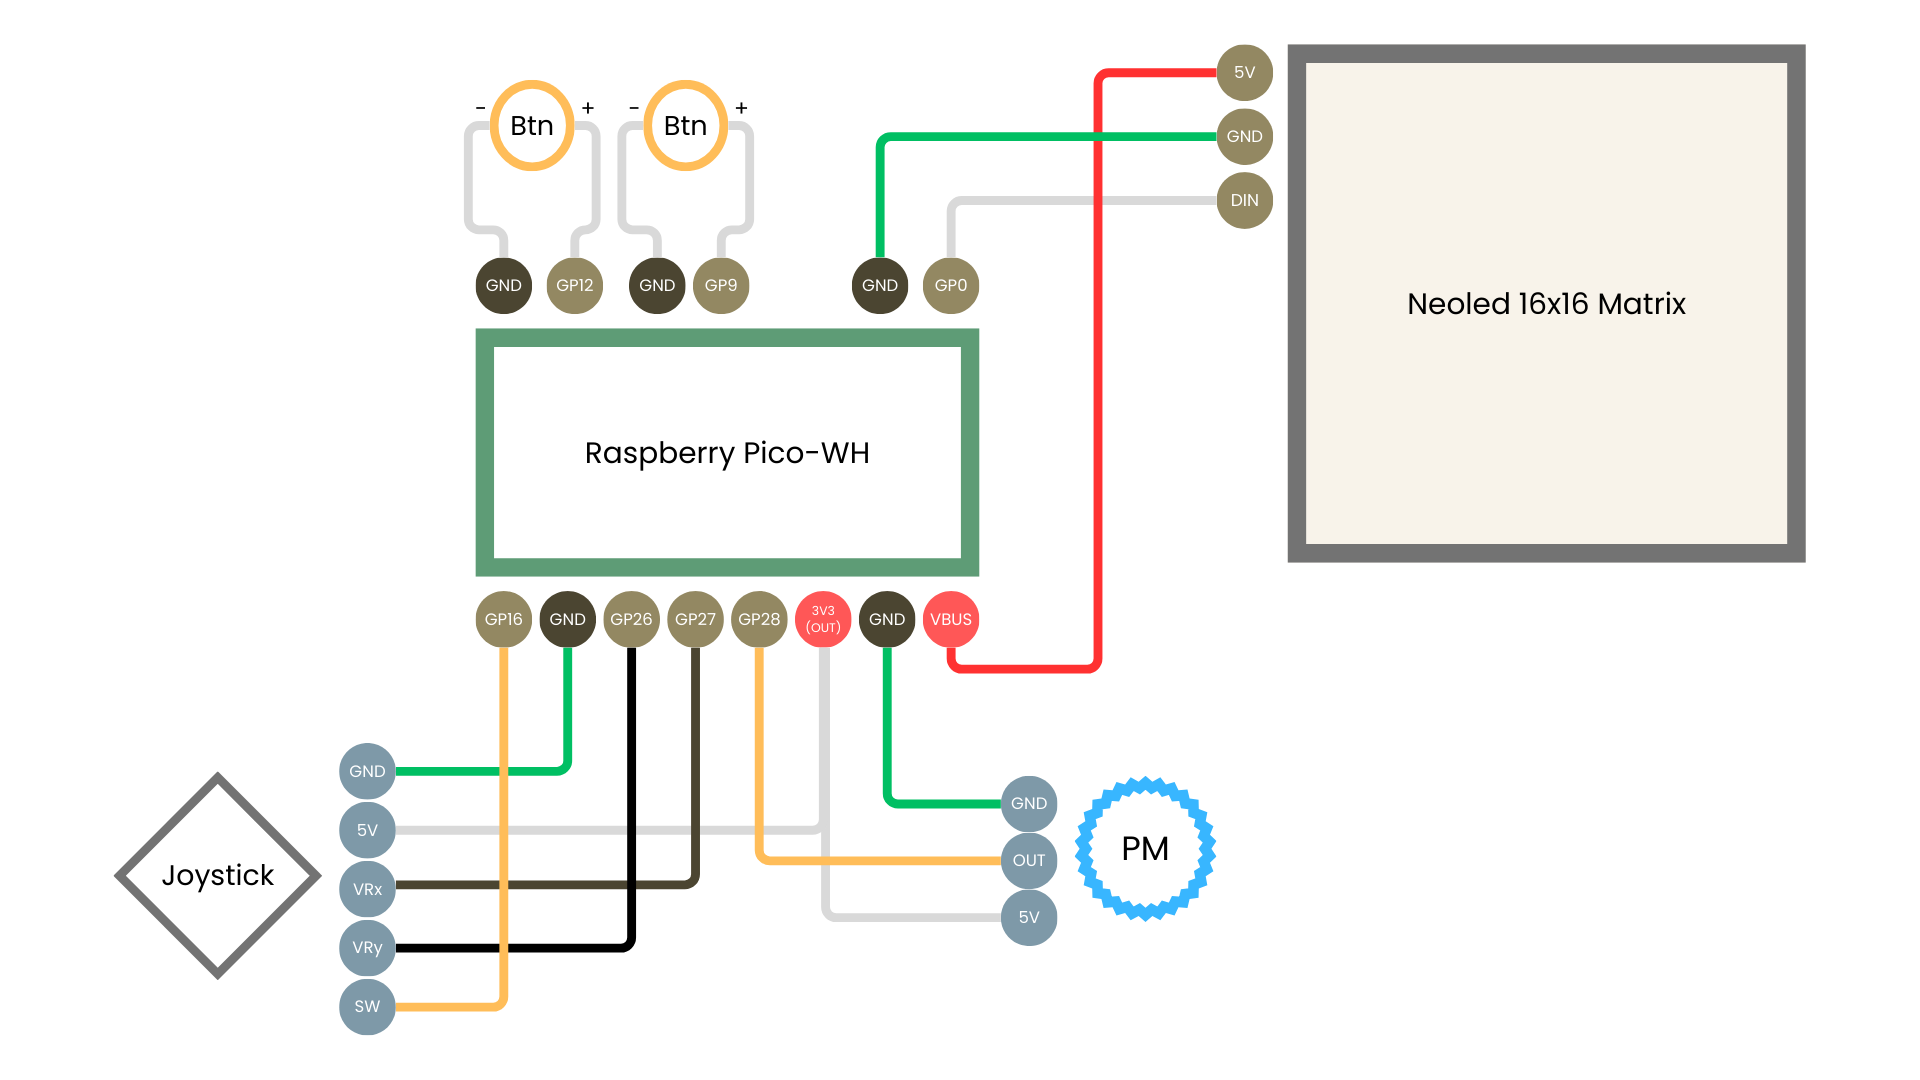 5V
GND
DIN
Neoled 16x16 Matrix
- Btn +
- Btn +
GND
GP12
GND
GP9
GND
GP0
Raspberry Pico-WH
GP16
GND
GP26
GP27
GP28
3V3
(OUT)
GND
VBUS
Joystick
GND
5V
VRx
VRy
SW
GND
OUT
5V
PM